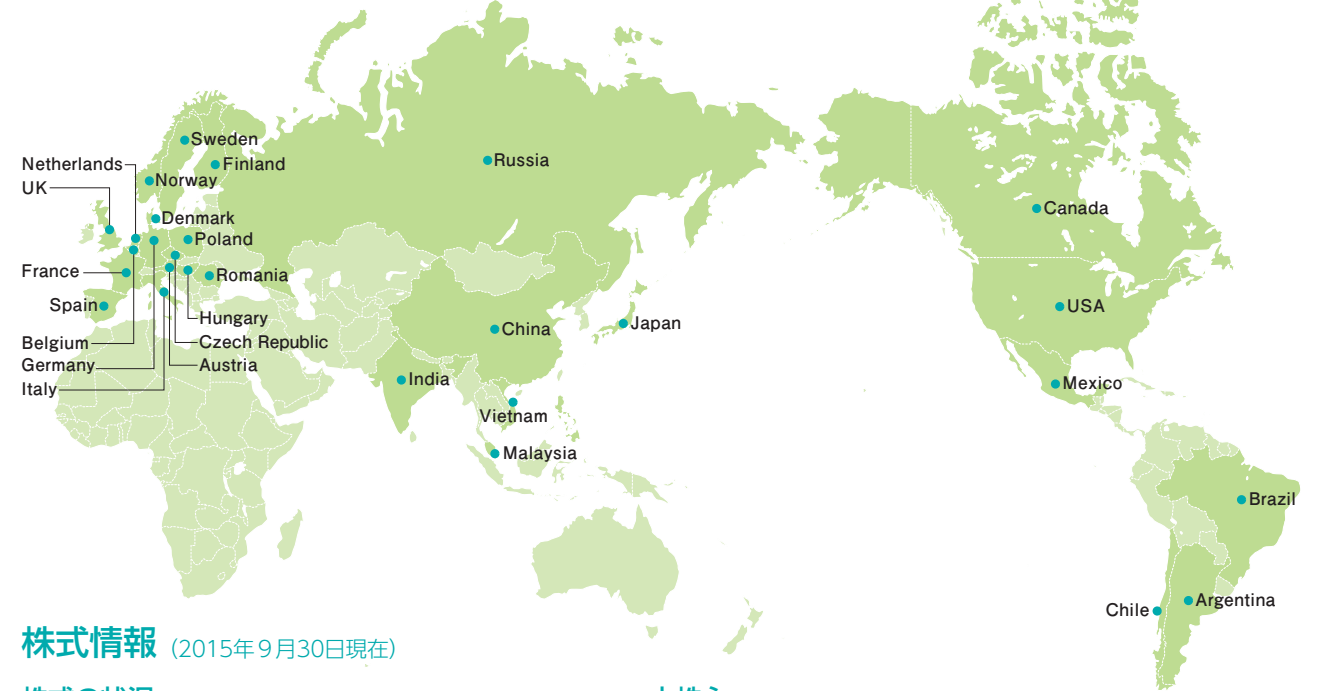 Sweden
Netherlands
Finland
Russia
UK
Norway
Canada
Denmark
Poland
France
Romania
Spain
USA
Hungary
China
Japan
Belgium
Czech Republic
Germany
Austria
India
Mexico
Italy
Vietnam
Malaysia
Brazil
Chile
Argentina
株式情報（2015年9月30日現在）